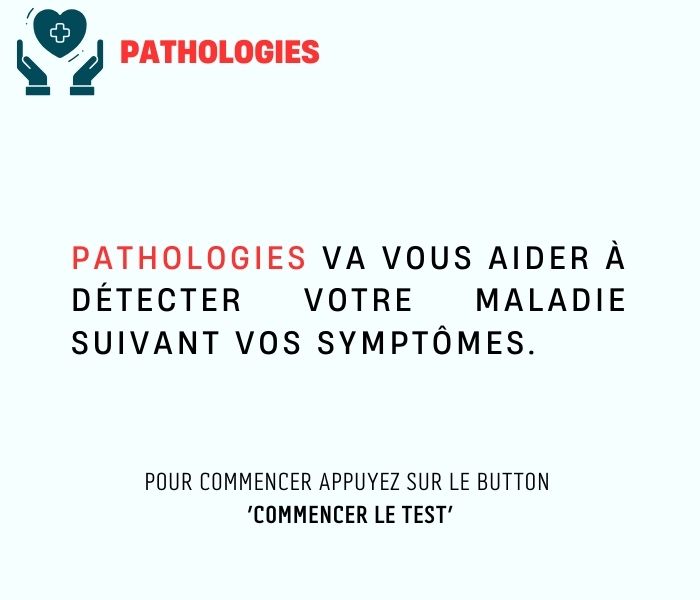 PATHOLOGIES
PATHOLOGIES VA VOUS AIDER À
DÉTECTER VOTRE MALADIE
SUIVANT VOS SYMPTÔMES.
POUR COMMENCER APPUYEZ SUR LE BUTTON
'COMMENCER LE TEST'